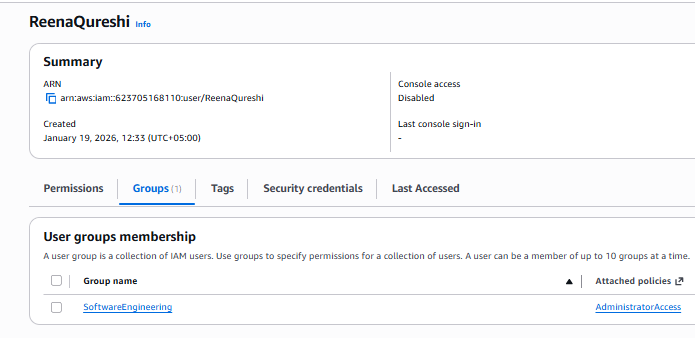 ReenaQureshi Info
Summary
ARN
arn:aws:iam::623705168110:user/ReenaQureshi
Console access
Disabled
Created
January 19, 2026, 12:33 (UTC+05:00)
Last console sign-in
-
Permissions Groups (1) Tags Security credentials Last Accessed
User groups membership
A user group is a collection of IAM users. Use groups to specify permissions for a collection of users. A user can be a member of up to 10 groups at a time.
Group name Attached policies
SoftwareEngineering AdministratorAccess